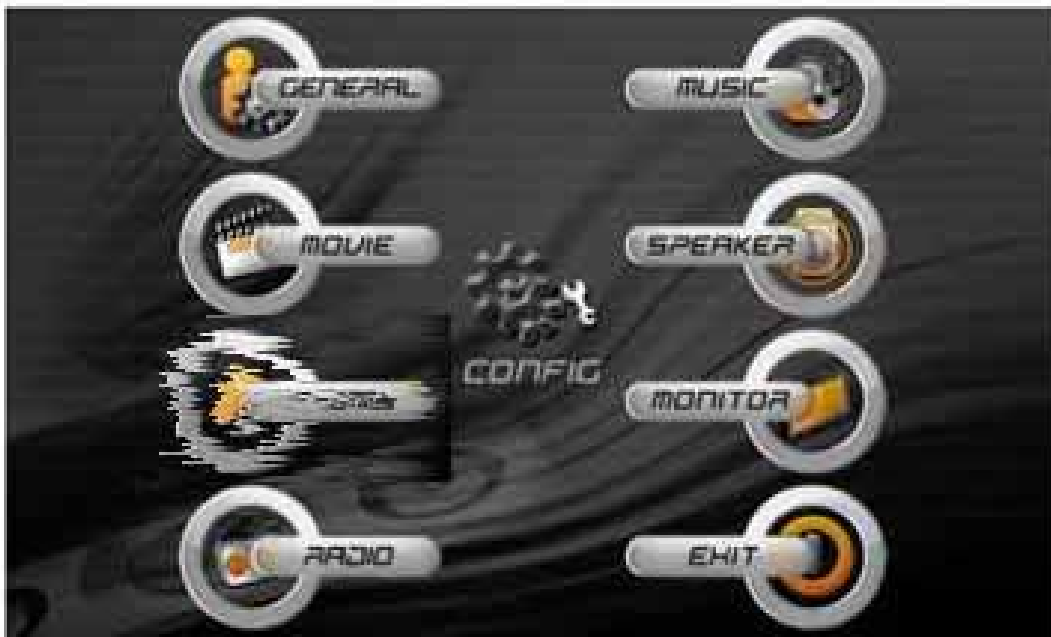 GENERAL
MUSIC
MOVIE
SPEAKER
CONFIG
MONITOR
RADIO
EXIT